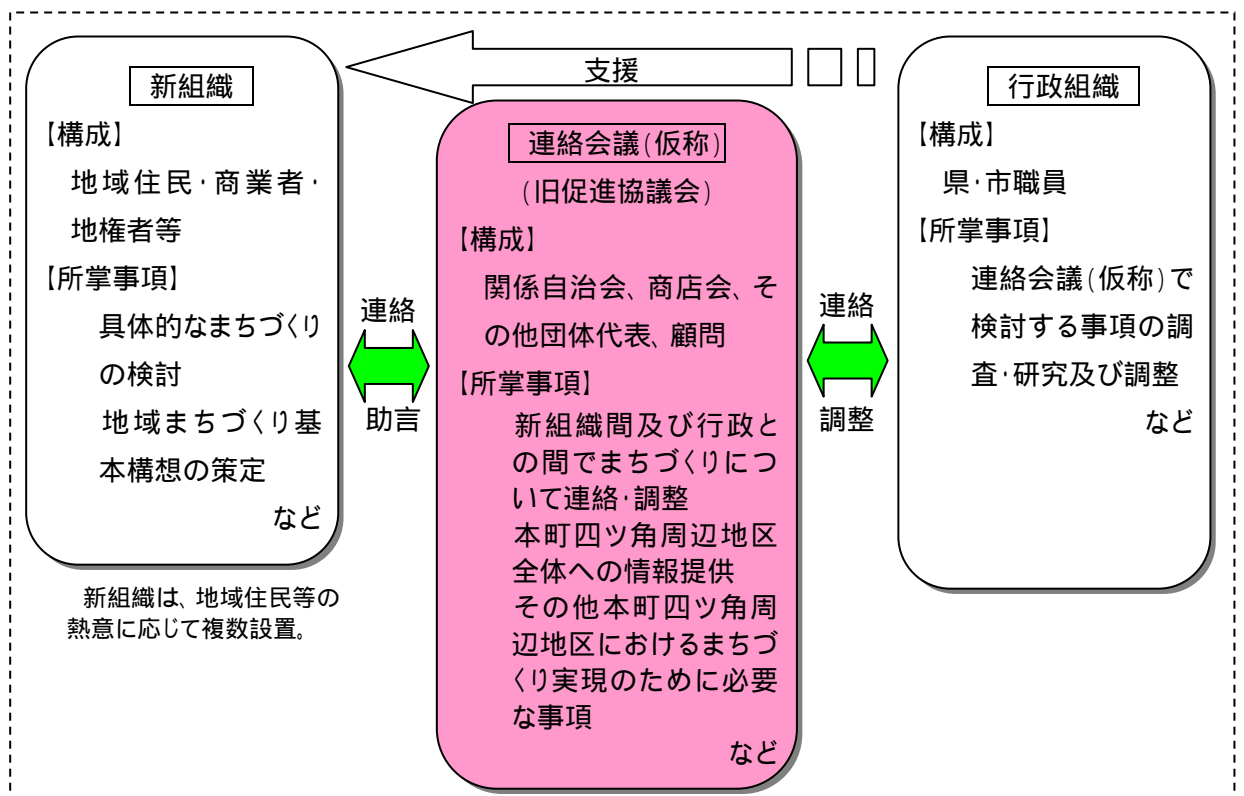 支援
新組織
【構成】
地域住民・商業者・
地権者等
【所掌事項】
具体的なまちづくり
の検討
地域まちづくり基
本構想の策定
など
新組織は、地域住民等の
熱意に応じて複数設置。
連絡
助言
連絡会議(仮称)
(旧促進協議会)
【構成】
関係自治会、商店会、そ
の他団体代表、顧問
【所掌事項】
新組織間及び行政と
の間でまちづくりにつ
いて連絡・調整
本町四ツ角周辺地区
全体への情報提供
その他本町四ツ角周
辺地区におけるまちづ
くり実現のために必要
な事項
など
連絡
調整
行政組織
【構成】
県・市職員
【所掌事項】
連絡会議(仮称)で
検討する事項の調
査・研究及び調整
など